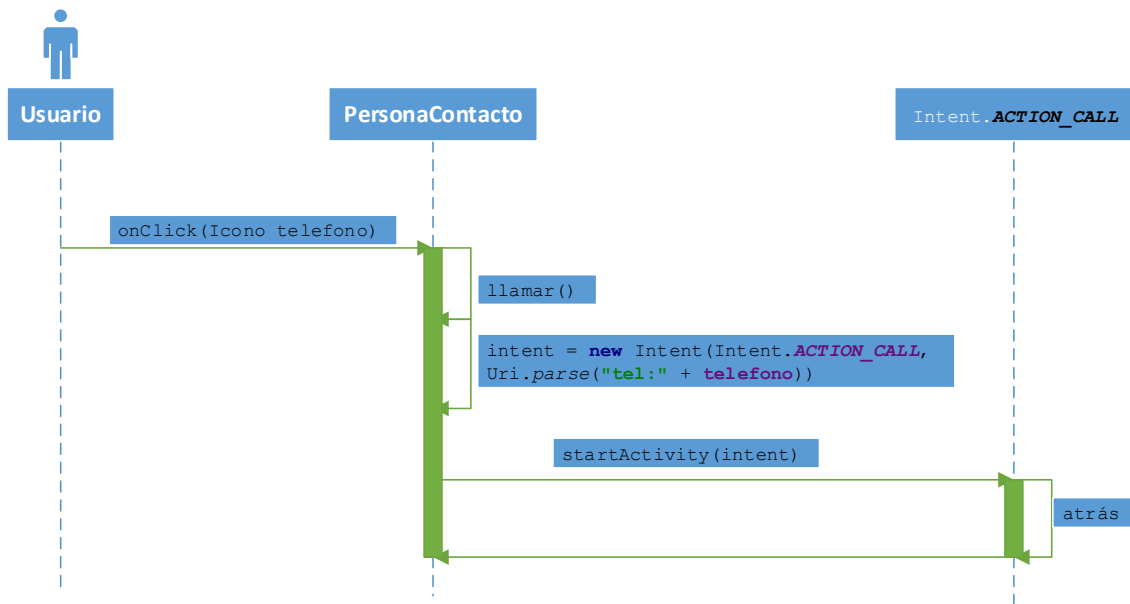 Usuario
PersonaContacto
Intent.ACTION_CALL
onClick(Icono telefono)
llamar()
intent = new Intent(Intent.ACTION_CALL,
Uri.parse("tel:" + telefono))
startActivity(intent)
atrás